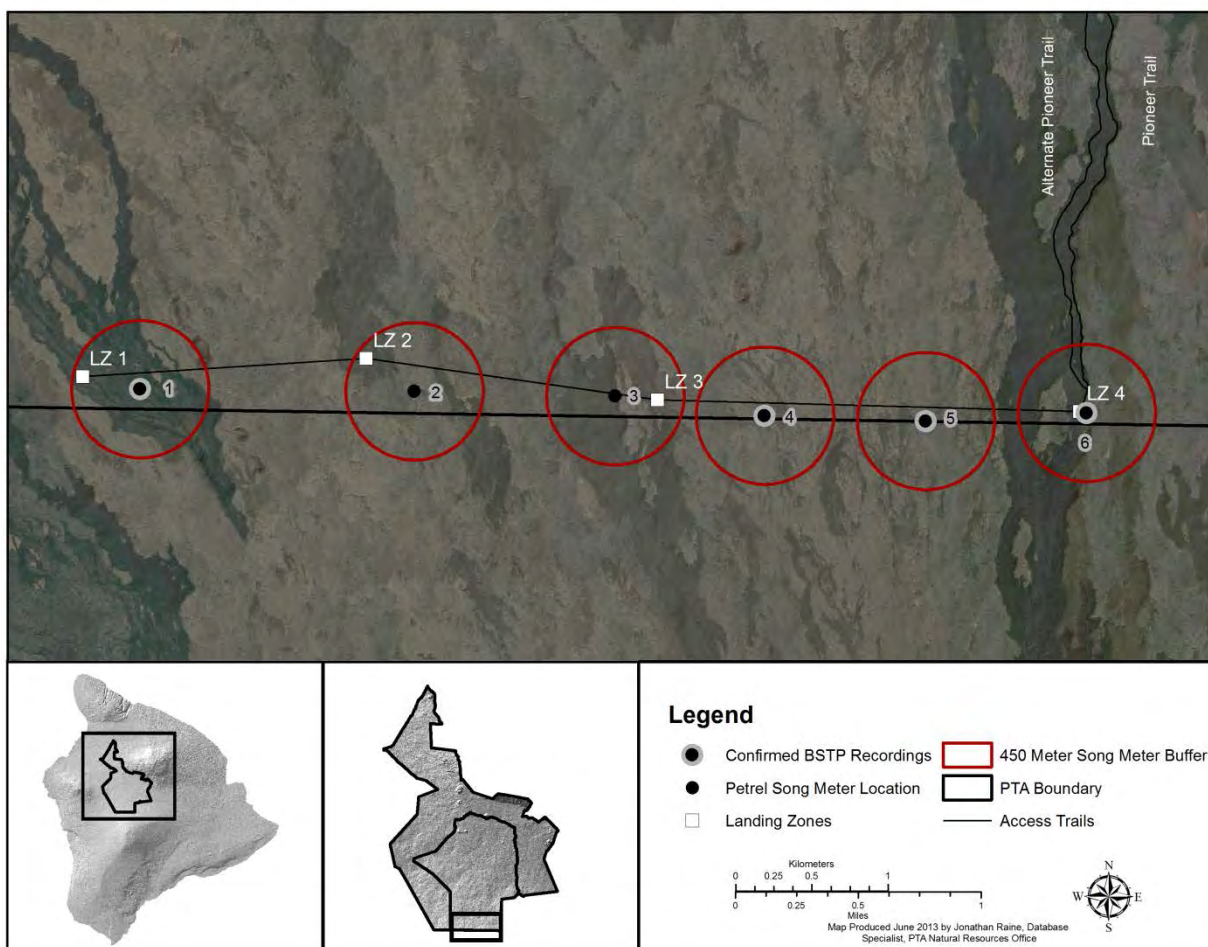 Alternate Pioneer Trail
Pioneer Trail
LZ 1
LZ 2
LZ 3
LZ 4
1
2
3
4
5
6
Legend
Confirmed BSTP Recordings
450 Meter Song Meter Buffer
Petrel Song Meter Location
PTA Boundary
Landing Zones
Access Trails
Kilometers
0 0.25 0.5 1
0 0.25 0.5 1
Miles
N
W E
S
Map Produced June 2013 by Jonathan Raine, Database
Specialist, PTA Natural Resources Office